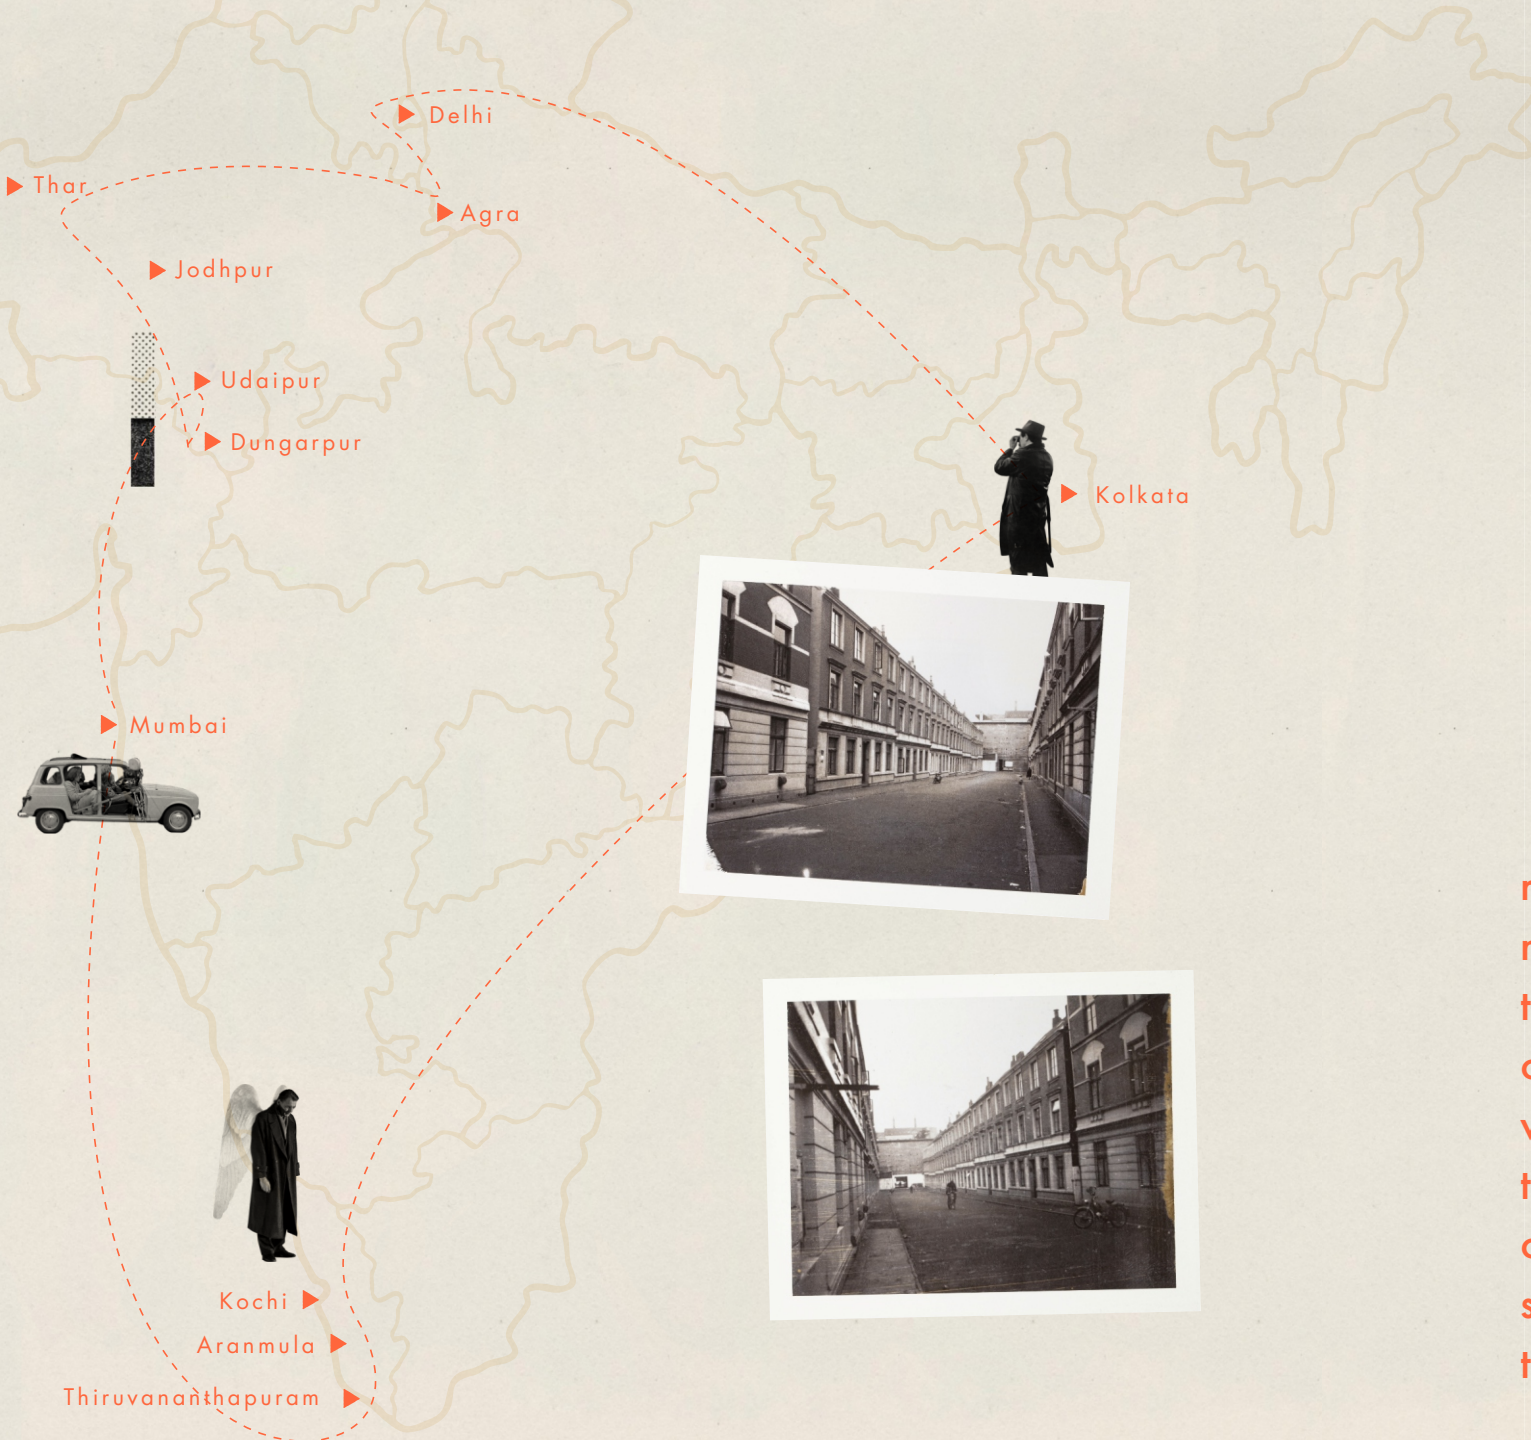 Delhi
Thar
Agra
Jodhpur
Udaipur
Dungarpur
Kolkata
Mumbai
Kochi
Aranmula
Thiruvananthapuram